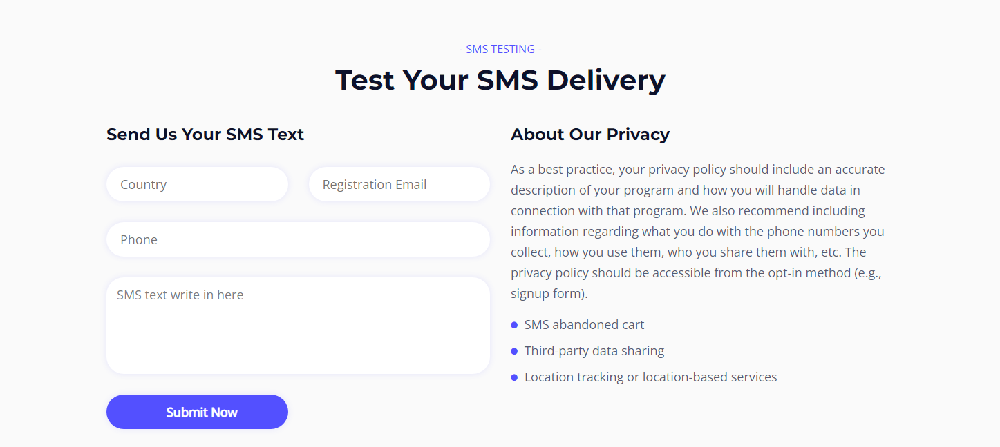 - SMS TESTING -
Test Your SMS Delivery
Send Us Your SMS Text
Country
Registration Email
Phone
SMS text write in here
Submit Now
About Our Privacy
As a best practice, your privacy policy should include an accurate
description of your program and how you will handle data in
connection with that program. We also recommend including
information regarding what you do with the phone numbers you
collect, how you use them, who you share them with, etc. The
privacy policy should be accessible from the opt-in method (e.g.,
signup form).
SMS abandoned cart
Third-party data sharing
Location tracking or location-based services